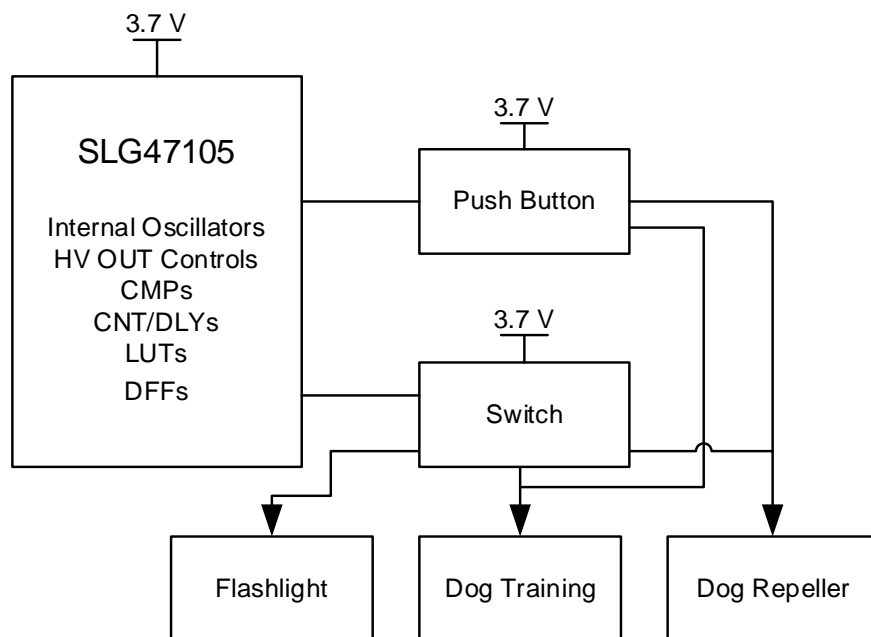 3.7 V
SLG47105
Internal Oscillators
HV OUT Controls
CMPs
CNT/DLYs
LUTs
DFFs
3.7 V
Push Button
3.7 V
Switch
Flashlight
Dog Training
Dog Repeller